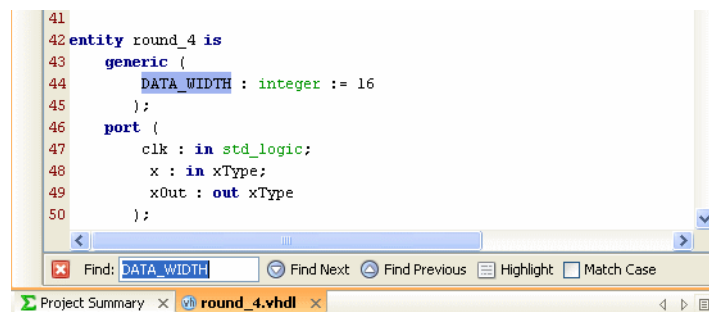 41
42 entity round_4 is
43 generic (
44 DATA_WIDTH : integer := 16
45 );
46 port (
47 clk : in std_logic;
48 x : in xType;
49 xOut : out xType
50 );
Find: DATA_WIDTH Find Next Find Previous Highlight Match Case
Σ Project Summary × vh round_4.vhdl ×